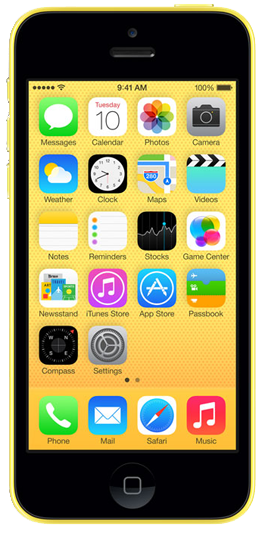 9:41 AM 100%
Tuesday
10
Messages Calendar Photos Camera
280
Weather Clock Maps Videos
Notes Reminders Stocks Game Center
Newsstand iTunes Store App Store Passbook
Compass Settings
Phone Mail Safari Music